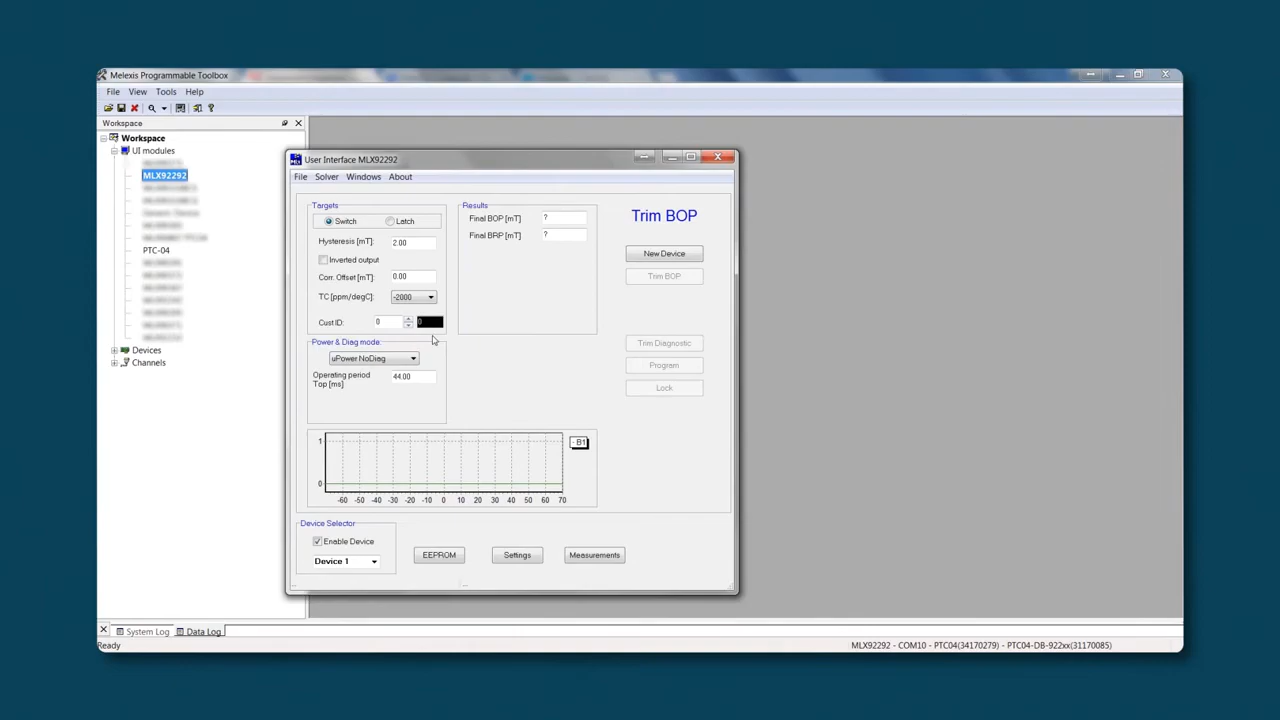 Melexis Programmable Toolbox
File View Tools Help
Workspace
Workspace
UI modules
MLX92292
PTC-04
Devices
Channels
User Interface MLX92292
File Solver Windows About
Targets
Switch Latch
Hysteresis [mT]: 2.00
Inverted output
Corr. Offset [mT]: 0.00
TC [ppm/degC]: -2000
Cust ID: 0 0
Power & Diag mode:
uPower NoDiag
Operating period
Top [ms] 44.00
Results
Final BOP [mT] ?
Final BRP [mT] ?
Trim BOP
New Device
Trim BOP
Trim Diagnostic
Program
Lock
1
0
-60 -50 -40 -30 -20 -10 0 10 20 30 40 50 60 70
B1
Device Selector
Enable Device
Device 1
EEPROM Settings Measurements
System Log Data Log
Ready
MLX92292 - COM10 - PTC04(34170279) - PTC04-DB-922xx(31170085)